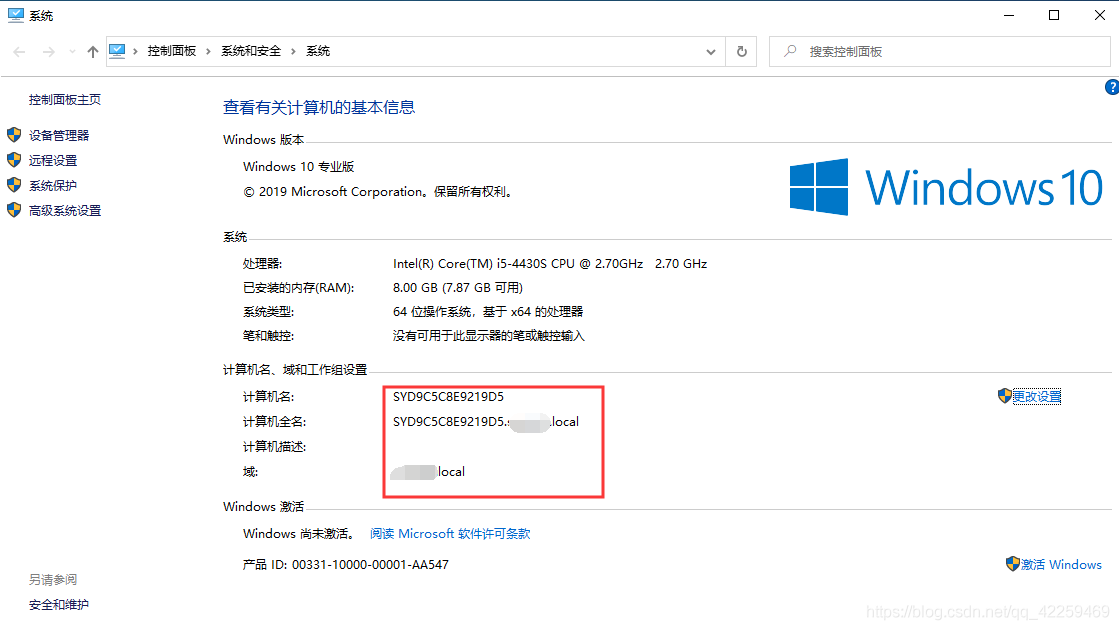 系统
控制面板 › 系统和安全 › 系统
搜索控制面板
?
控制面板主页
设备管理器
远程设置
系统保护
高级系统设置
查看有关计算机的基本信息
Windows 版本
Windows 10 专业版
© 2019 Microsoft Corporation。保留所有权利。
Windows 10
系统
处理器: Intel(R) Core(TM) i5-4430S CPU @ 2.70GHz 2.70 GHz
已安装的内存(RAM): 8.00 GB (7.87 GB 可用)
系统类型: 64 位操作系统，基于 x64 的处理器
笔和触控: 没有可用于此显示器的笔或触控输入
计算机名、域和工作组设置
计算机名: SYD9C5C8E9219D5
更改设置
计算机全名: SYD9C5C8E9219D5. .local
计算机描述:
域: local
Windows 激活
Windows 尚未激活。 阅读 Microsoft 软件许可条款
产品 ID: 00331-10000-00001-AA547
激活 Windows
另请参阅
安全和维护
https://blog.csdn.net/qq_42259469